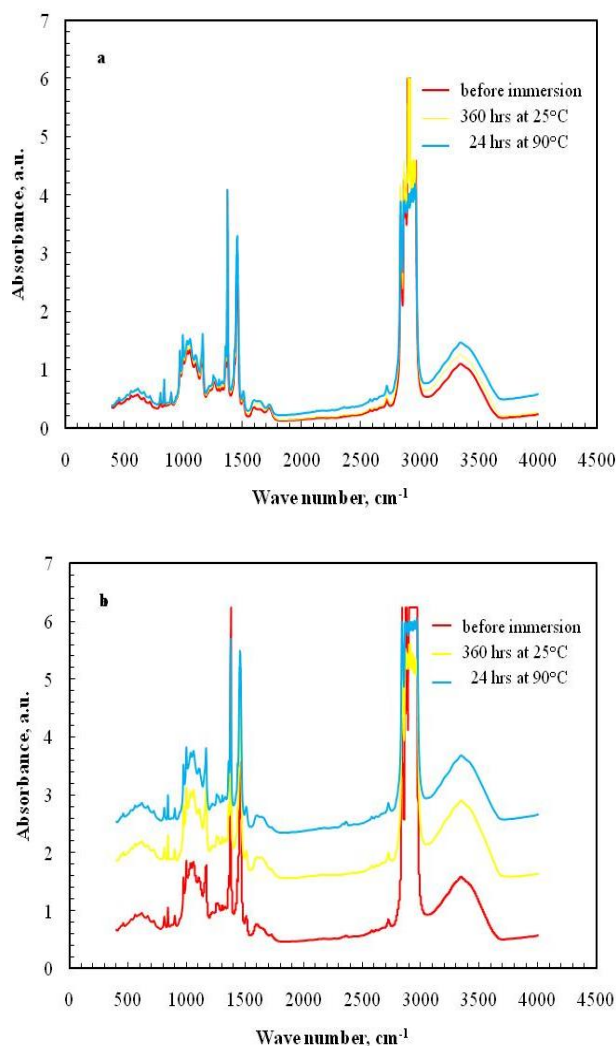 7
a
6
before immersion
360 hrs at 25°C
24 hrs at 90°C
5
4
3
2
1
0
Absorbance, a.u.
0 500 1000 1500 2000 2500 3000 3500 4000 4500
Wave number, cm-1
7
b
6
before immersion
360 hrs at 25°C
24 hrs at 90°C
5
4
3
2
1
0
Absorbance, a.u.
0 500 1000 1500 2000 2500 3000 3500 4000 4500
Wave number, cm-1